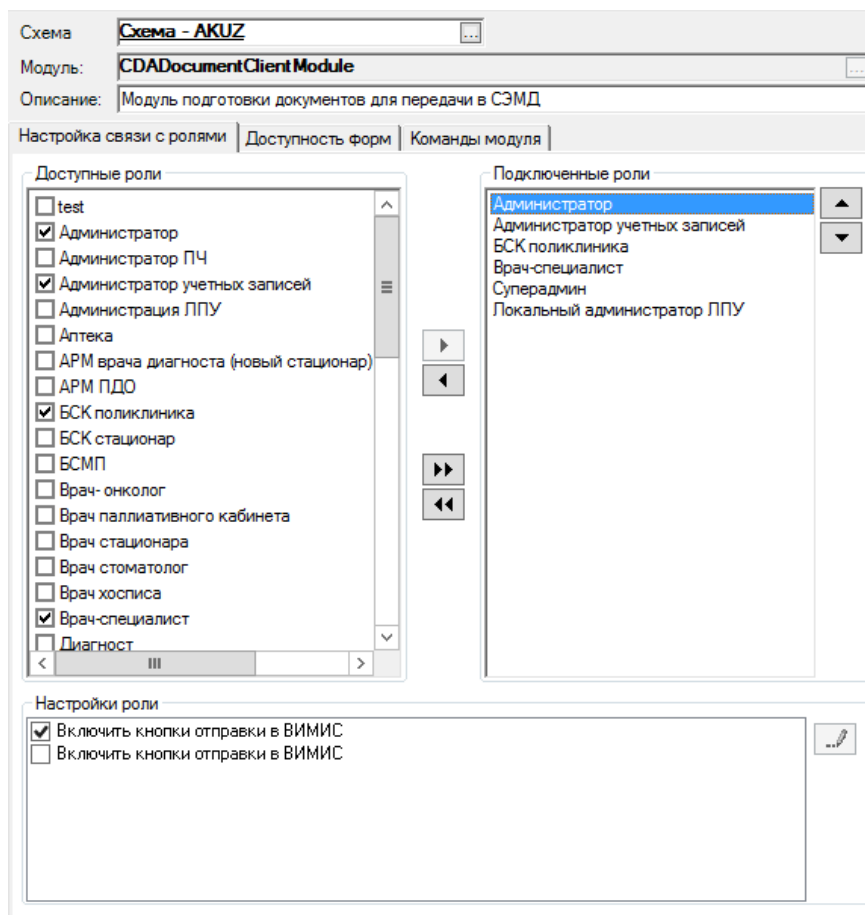 Схема Схема - AKUZ ...
Модуль: CDADocumentClientModule ...
Описание: Модуль подготовки документов для передачи в СЭМД
Настройка связи с ролями Доступность форм Команды модуля
Доступные роли
test
Администратор
Администратор ПЧ
Администратор учетных записей
Администрация ЛПУ
Аптека
АРМ врача диагноста (новый стационар)
АРМ ПДО
БСК поликлиника
БСК стационар
БСМП
Врач- онколог
Врач паллиативного кабинета
Врач стационара
Врач стоматолог
Врач хосписа
Врач-специалист
Диагност
Подключенные роли
Администратор
Администратор учетных записей
БСК поликлиника
Врач-специалист
Суперадмин
Локальный администратор ЛПУ
Настройки роли
Включить кнопки отправки в ВИМИС
Включить кнопки отправки в ВИМИС